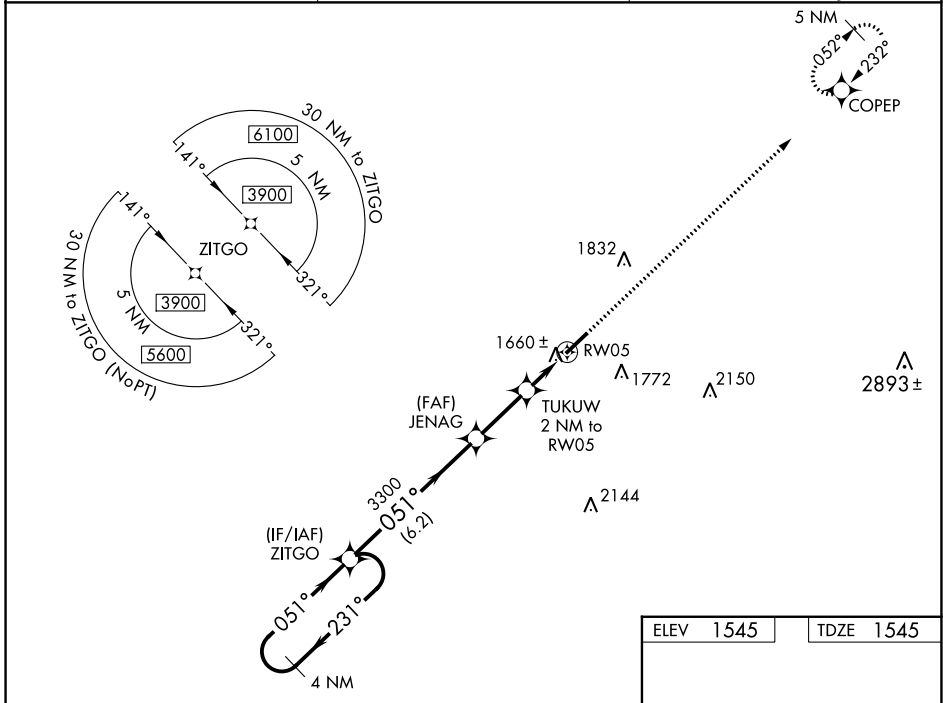 5 NM
052°
232°
COPEP
30 NM to ZITGO
6100
141°
5 NM
3900
321°
ZITGO
141°
30 NM to ZITGO (NoPT)
5 NM
3900
321°
5600
1832
1660 ±
RW05
1772
2150
2893 ±
(FAF)
JENAG
TUKUW
2 NM to
RW05
3300
051°
(6.2)
2144
(IF/IAF)
ZITGO
051°
231°
4 NM
ELEV 1545
TDZE 1545